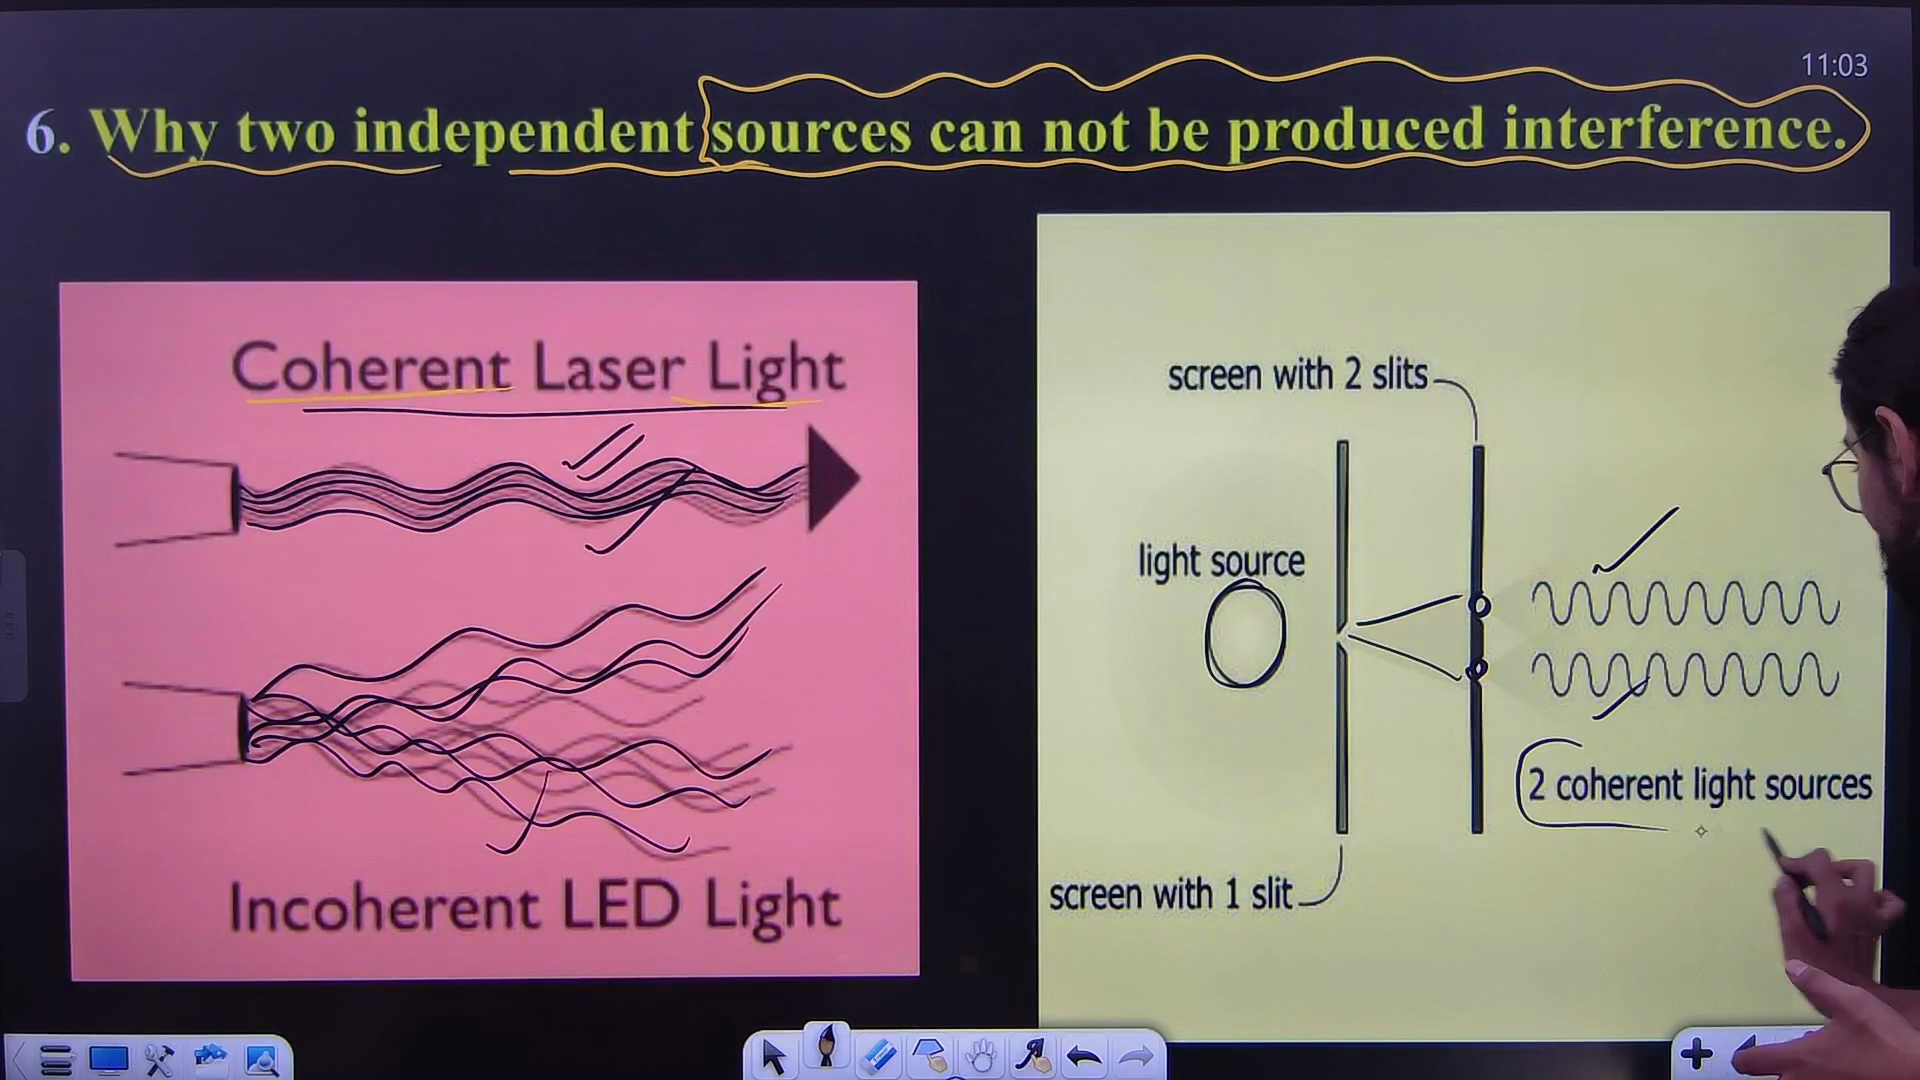 11:03
6. Why two independent sources can not be produced interference.
Coherent Laser Light
Incoherent LED Light
screen with 2 slits
light source
2 coherent light sources
screen with 1 slit